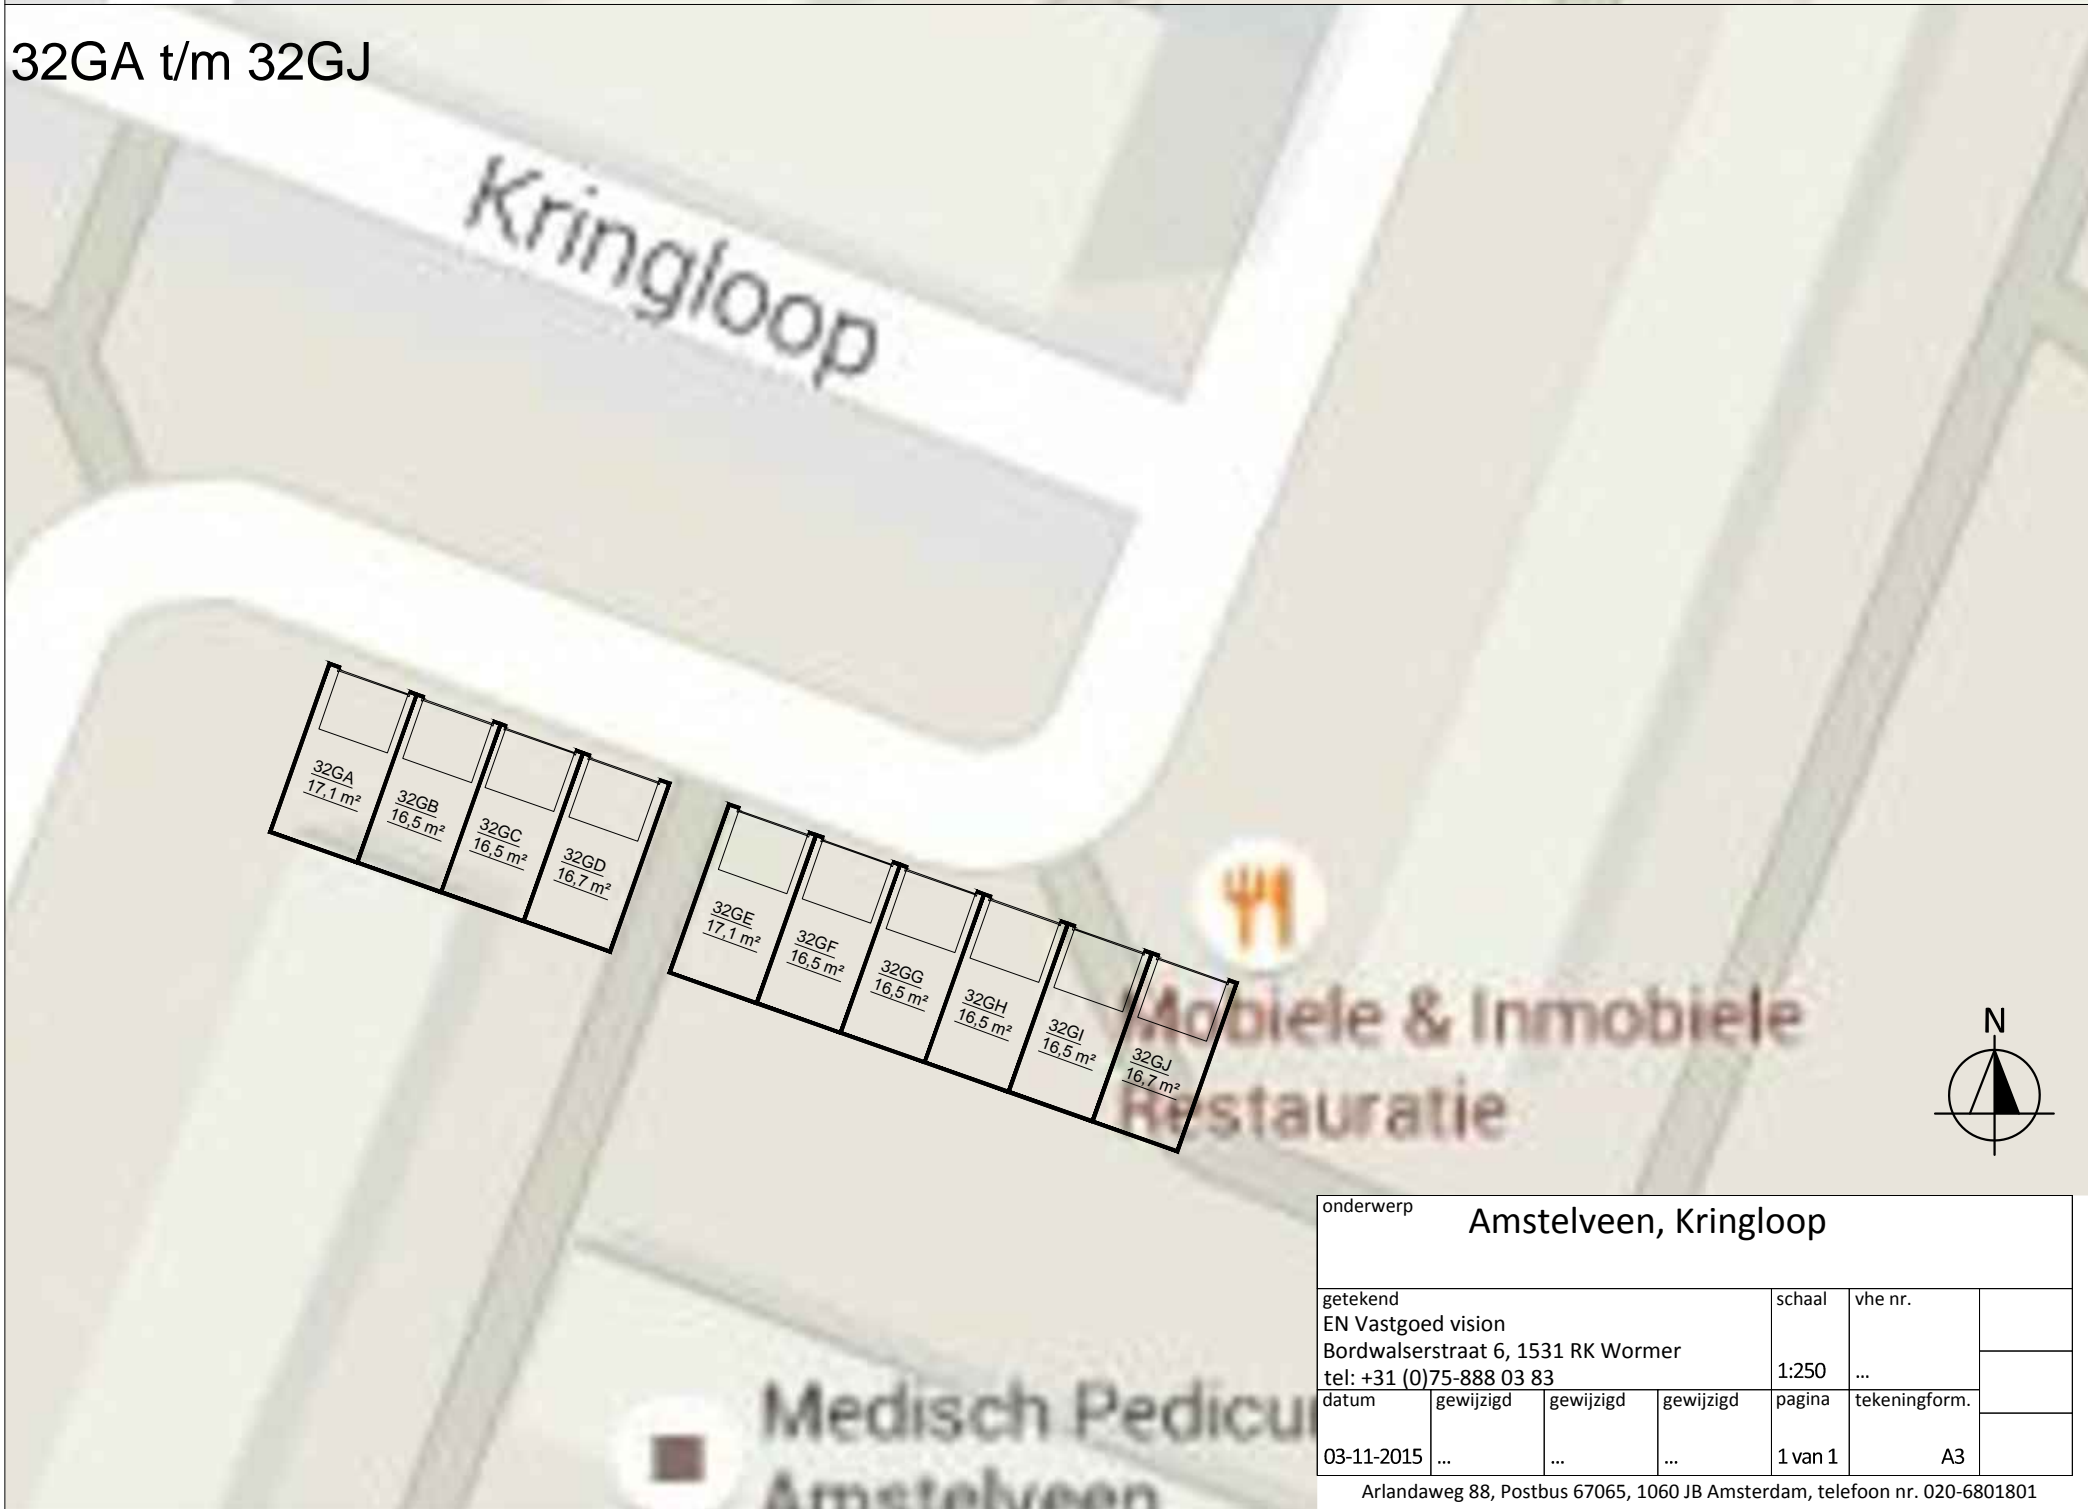 32GA t/m 32GJ
Kringloop
32GA
17,1 m²
32GB
16,5 m²
32GC
16,5 m²
32GD
16,7 m²
32GE
17,1 m²
32GF
16,5 m²
32GG
16,5 m²
32GH
16,5 m²
32GI
16,5 m²
32GJ
16,7 m²
Mobiele & Inmobiele
Restauratie
N
Medisch Pedicu
Amstelveen
onderwerp
Amstelveen, Kringloop
getekend
EN Vastgoed vision
Bordwalserstraat 6, 1531 RK Wormer
tel: +31 (0)75-888 03 83
schaal
1:250
vhe nr.
...
datum
03-11-2015
gewijzigd
...
gewijzigd
...
gewijzigd
...
pagina
1 van 1
tekeningform.
A3
Arlandaweg 88, Postbus 67065, 1060 JB Amsterdam, telefoon nr. 020-6801801